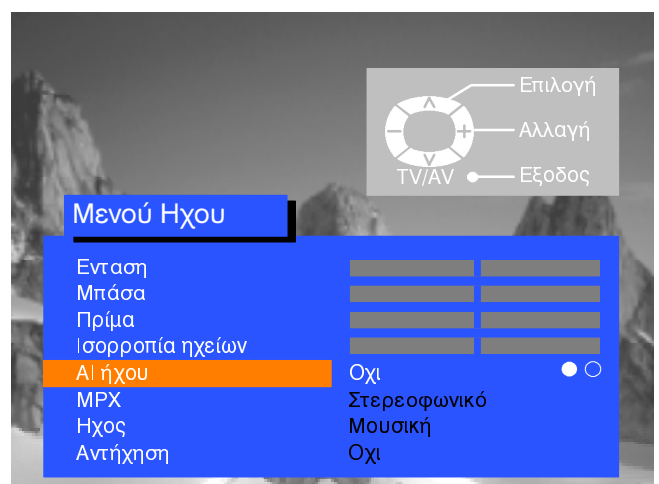 Επιλογή
Αλλαγή
TV/AV Εξοδος
Μενού Ηχου
Ενταση
Μπάσα
Πρίμα
Ισορροπία ηχείων
AI ήχου Οχι
MPX Στερεοφωνικό
Ηχος Μουσική
Αντήχηση Οχι